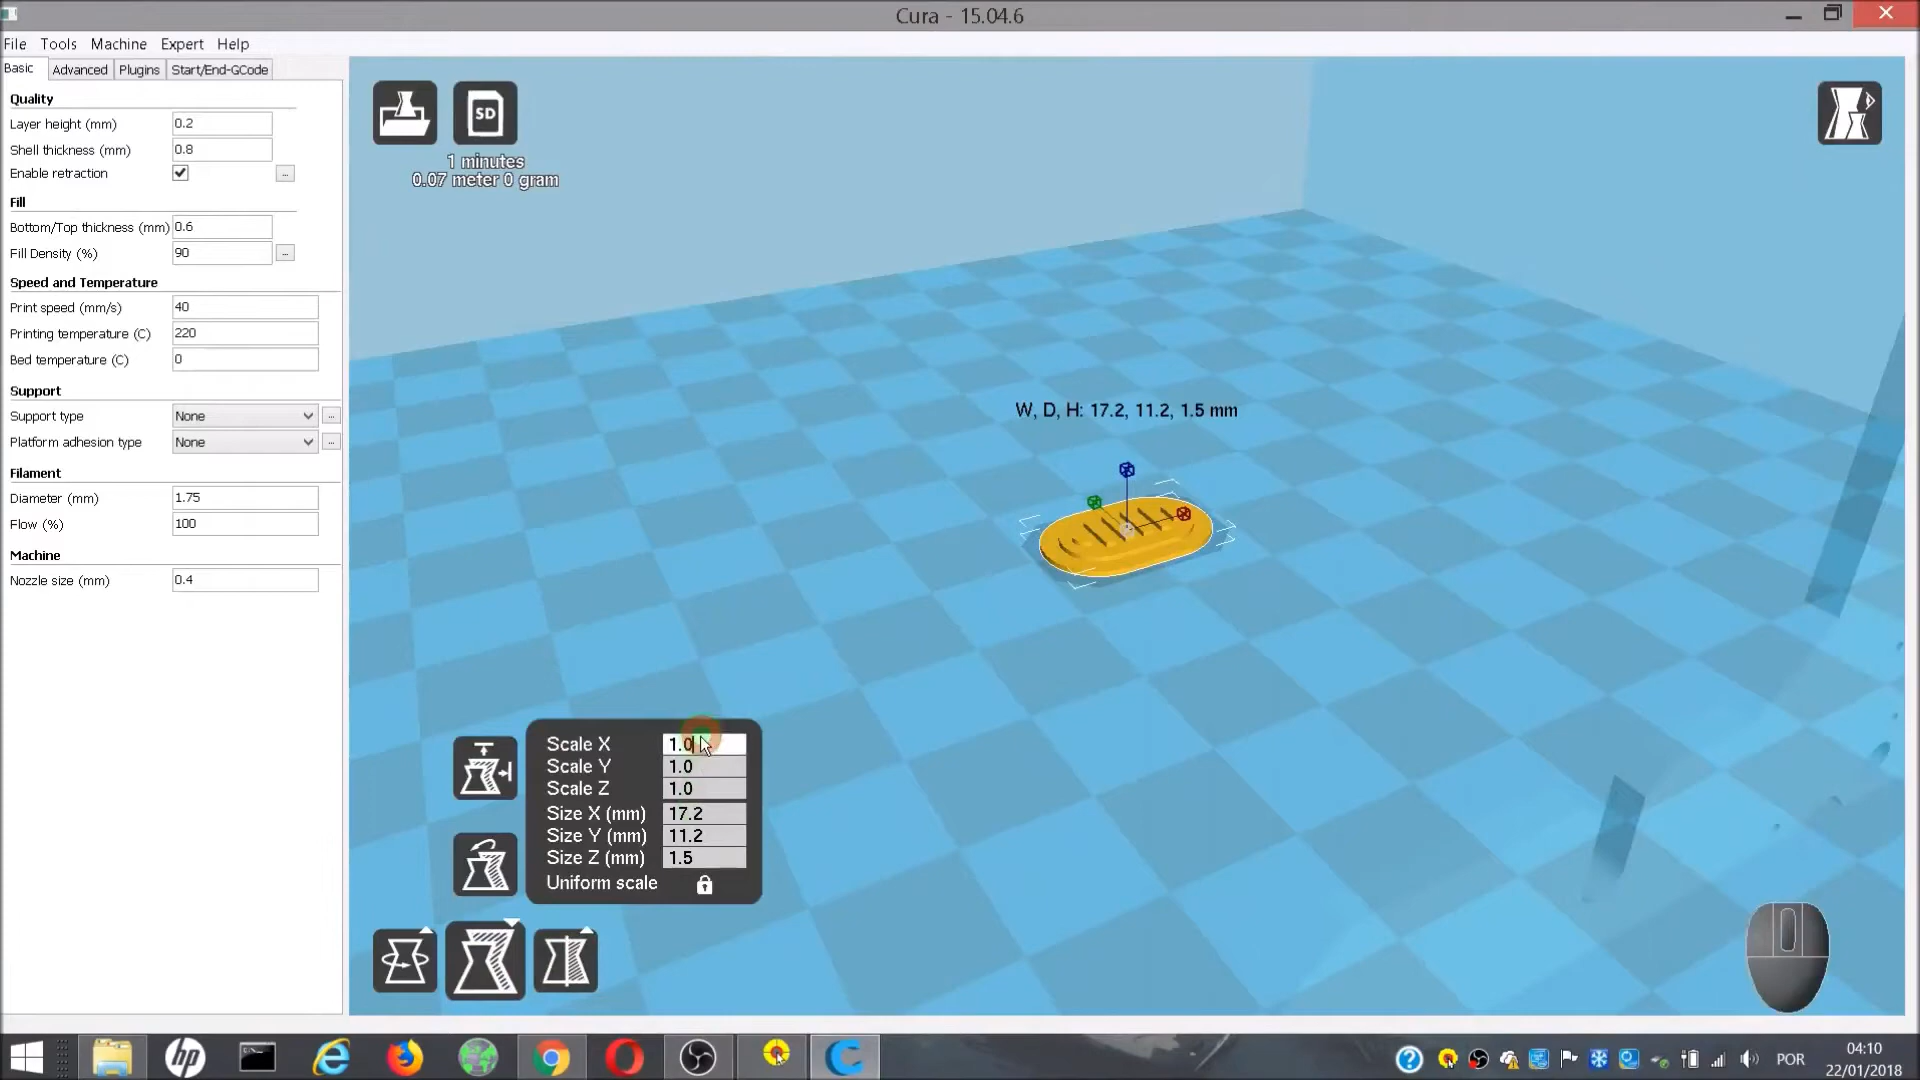 Cura - 15.04.6
File Tools Machine Expert Help
Basic Advanced Plugins Start/End-GCode
Quality
Layer height (mm) 0.2
Shell thickness (mm) 0.8
Enable retraction ...
Fill
Bottom/Top thickness (mm) 0.6
Fill Density (%) 90 ...
Speed and Temperature
Print speed (mm/s) 40
Printing temperature (C) 220
Bed temperature (C) 0
Support
Support type None ...
Platform adhesion type None ...
Filament
Diameter (mm) 1.75
Flow (%) 100
Machine
Nozzle size (mm) 0.4
SD
1 minutes
0.07 meter 0 gram
W, D, H: 17.2, 11.2, 1.5 mm
Scale X 1.0
Scale Y 1.0
Scale Z 1.0
Size X (mm) 17.2
Size Y (mm) 11.2
Size Z (mm) 1.5
Uniform scale
hp
POR
04:10
22/01/2018